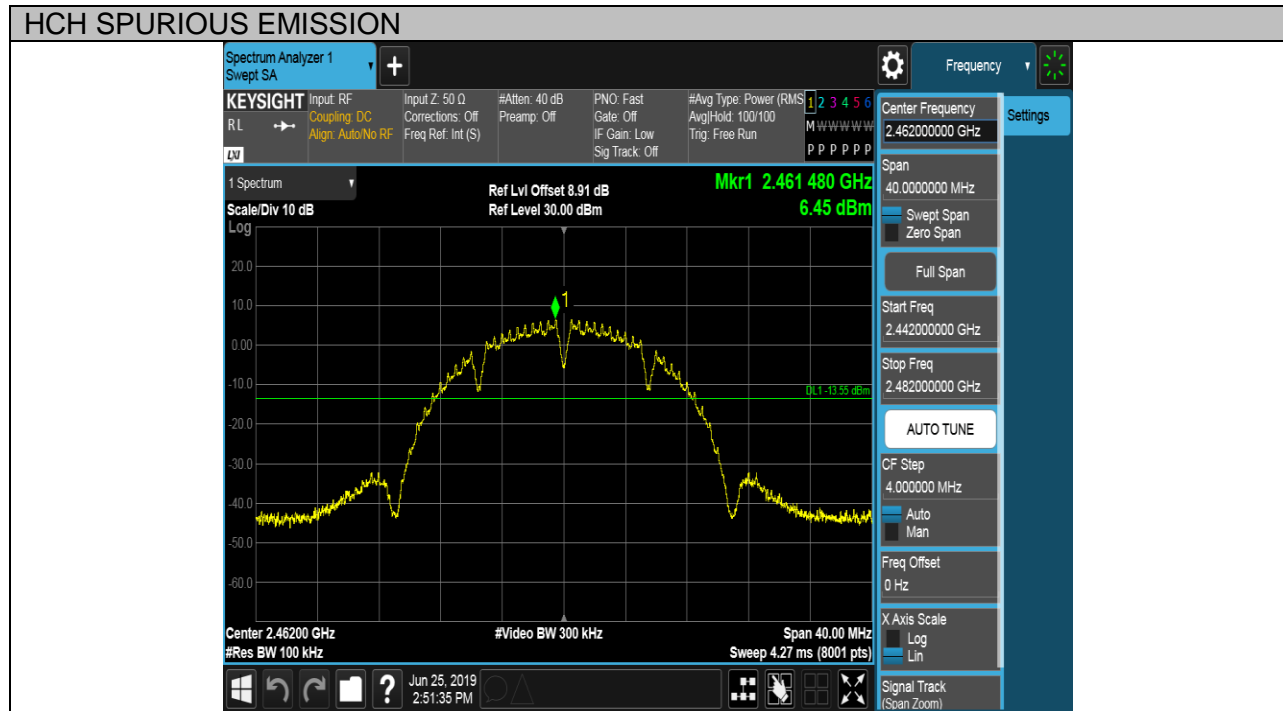 HCH SPURIOUS EMISSION
Spectrum Analyzer 1
Swept SA
+
Frequency
KEYSIGHT
RL
LXI
Input: RF
Coupling: DC
Align: Auto/No RF
Input Z: 50 Ω
Corrections: Off
Freq Ref: Int (S)
#Atten: 40 dB
Preamp: Off
PNO: Fast
Gate: Off
IF Gain: Low
Sig Track: Off
#Avg Type: Power (RMS
Avg|Hold: 100/100
Trig: Free Run
1 2 3 4 5 6
M W W W W W
P P P P P P
1 Spectrum
Scale/Div 10 dB
Log
Ref Lvl Offset 8.91 dB
Ref Level 30.00 dBm
Mkr1 2.461 480 GHz
6.45 dBm
20.0
10.0
0.00
-10.0
-20.0
-30.0
-40.0
-50.0
-60.0
1
DL1 -13.55 dBm
Center 2.46200 GHz
#Res BW 100 kHz
#Video BW 300 kHz
Span 40.00 MHz
Sweep 4.27 ms (8001 pts)
?
Jun 25, 2019
2:51:35 PM
Center Frequency
2.462000000 GHz
Settings
Span
40.0000000 MHz
Swept Span
Zero Span
Full Span
Start Freq
2.442000000 GHz
Stop Freq
2.482000000 GHz
AUTO TUNE
CF Step
4.000000 MHz
Auto
Man
Freq Offset
0 Hz
X Axis Scale
Log
Lin
Signal Track
(Span Zoom)